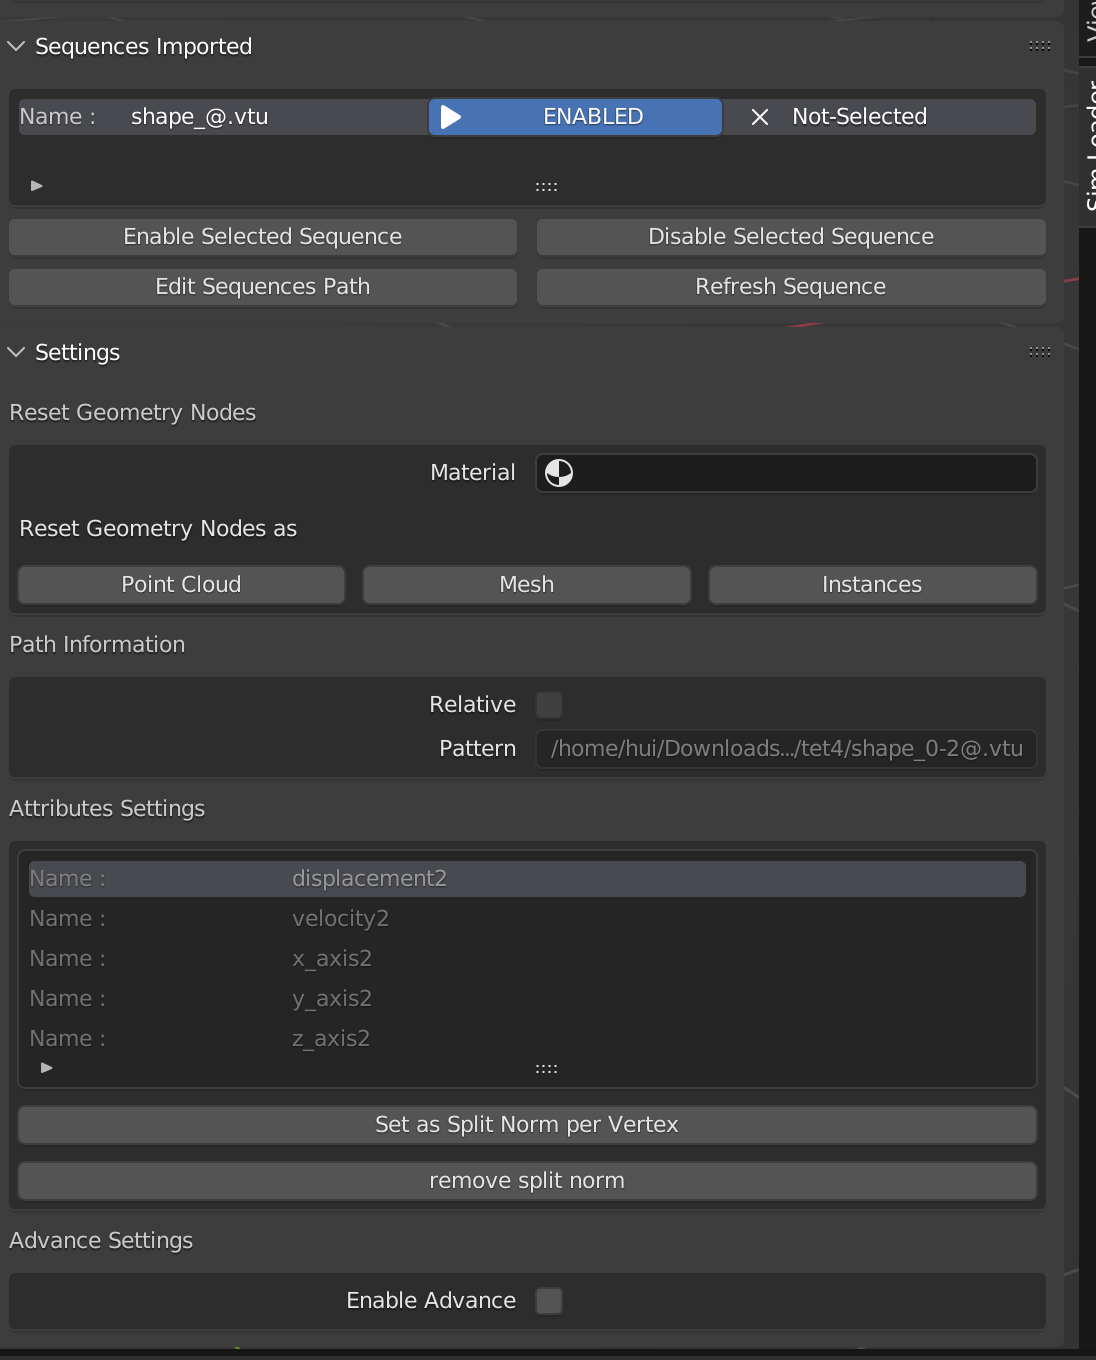 Sequences Imported
Name : shape_@.vtu ENABLED Not-Selected
Enable Selected Sequence Disable Selected Sequence
Edit Sequences Path Refresh Sequence
Settings
Reset Geometry Nodes
Material
Reset Geometry Nodes as
Point Cloud Mesh Instances
Path Information
Relative
Pattern /home/hui/Downloads.../tet4/shape_0-2@.vtu
Attributes Settings
Name : displacement2
Name : velocity2
Name : x_axis2
Name : y_axis2
Name : z_axis2
Set as Split Norm per Vertex
remove split norm
Advance Settings
Enable Advance
Sim Loader